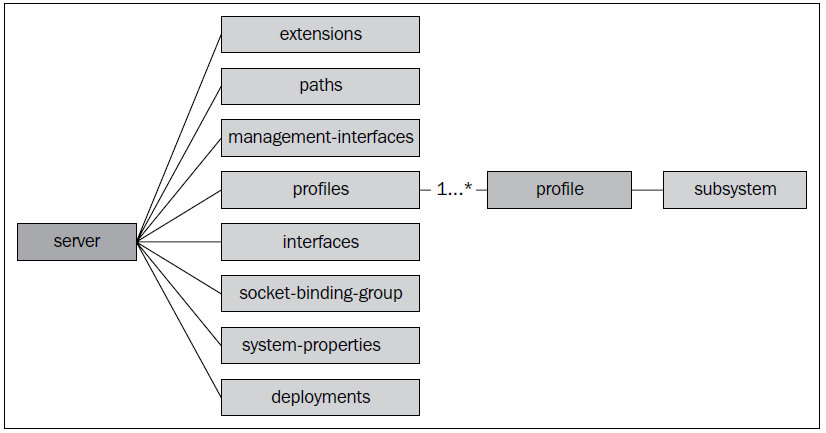 extensions
paths
management-interfaces
profiles
1...*
profile
subsystem
server
interfaces
socket-binding-group
system-properties
deployments